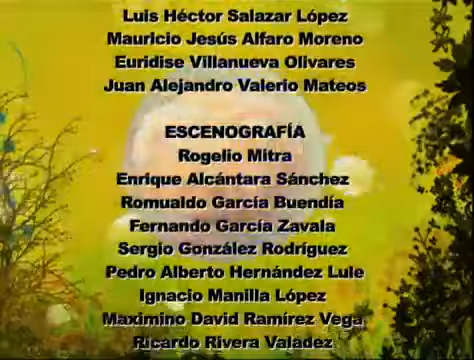 Luis Héctor Salazar López
Mauricio Jesús Alfaro Moreno
Euridise Villanueva Olivares
Juan Alejandro Valerio Mateos
ESCENOGRAFÍA
Rogelio Mitra
Enrique Alcántara Sánchez
Romualdo García Buendía
Fernando García Zavala
Sergio González Rodríguez
Pedro Alberto Hernández Lule
Ignacio Manilla López
Maximino David Ramírez Vega
Ricardo Rivera Valadez